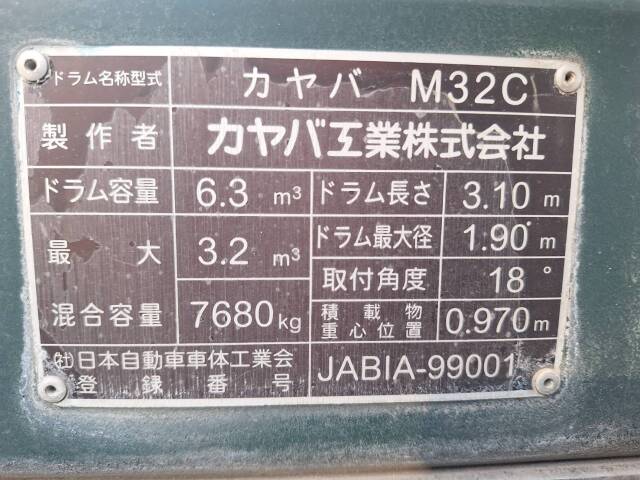 ドラム名称型式 カヤバ M32C
製作者 カヤバ工業株式会社
ドラム容量 6.3 m³ ドラム長さ 3.10 m
最大 3.2 m³ ドラム最大径 1.90 m
取付角度 18°
混合容量 7680kg 積載物重心位置 0.970m
(社)日本自動車車体工業会
登録番号 JABIA-99001